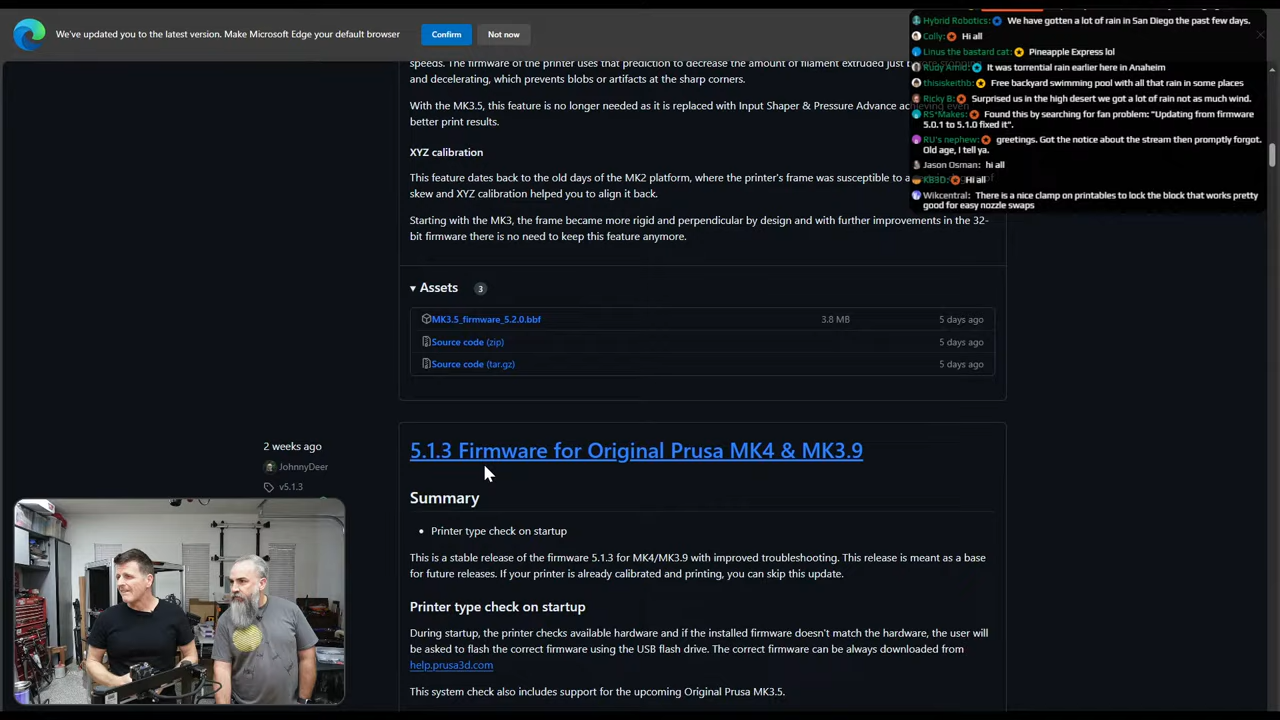 We've updated you to the latest version. Make Microsoft Edge your default browser
Confirm
Not now
speeds. The firmware of the printer uses that prediction to decrease the amount of filament extruded just
and decelerating, which prevents blobs or artifacts at the sharp corners.
With the MK3.5, this feature is no longer needed as it is replaced with Input Shaper & Pressure Advance achieving even
better print results.
XYZ calibration
This feature dates back to the old days of the MK2 platform, where the printer's frame was susceptible to a
skew and XYZ calibration helped you to align it back.
Starting with the MK3, the frame became more rigid and perpendicular by design and with further improvements in the 32-
bit firmware there is no need to keep this feature anymore.
Hybrid Robotics: We have gotten a lot of rain in San Diego the past few days.
Colly: Hi all
Linus the bastard cat: Pineapple Express lol
Rudy Amid: It was torrential rain earlier here in Anaheim
thisiskeithb: Free backyard swimming pool with all that rain in some places
Ricky B: Surprised us in the high desert we got a lot of rain not as much wind.
RS*Makes: Found this by searching for fan problem: "Updating from firmware
5.0.1 to 5.1.0 fixed it".
RU's nephew: greetings. Got the notice about the stream then promptly forgot.
Old age, I tell ya.
Jason Osman: hi all
KB3D: Hi all
Wikcentral: There is a nice clamp on printables to lock the block that works pretty
good for easy nozzle swaps
Assets 3
MK3.5_firmware_5.2.0.bbf 3.8 MB 5 days ago
Source code (zip) 5 days ago
Source code (tar.gz) 5 days ago
2 weeks ago
JohnnyDeer
v5.1.3
5.1.3 Firmware for Original Prusa MK4 & MK3.9
Summary
• Printer type check on startup
This is a stable release of the firmware 5.1.3 for MK4/MK3.9 with improved troubleshooting. This release is meant as a base
for future releases. If your printer is already calibrated and printing, you can skip this update.
Printer type check on startup
During startup, the printer checks available hardware and if the installed firmware doesn't match the hardware, the user will
be asked to flash the correct firmware using the USB flash drive. The correct firmware can be always downloaded from
help.prusa3d.com
This system check also includes support for the upcoming Original Prusa MK3.5.